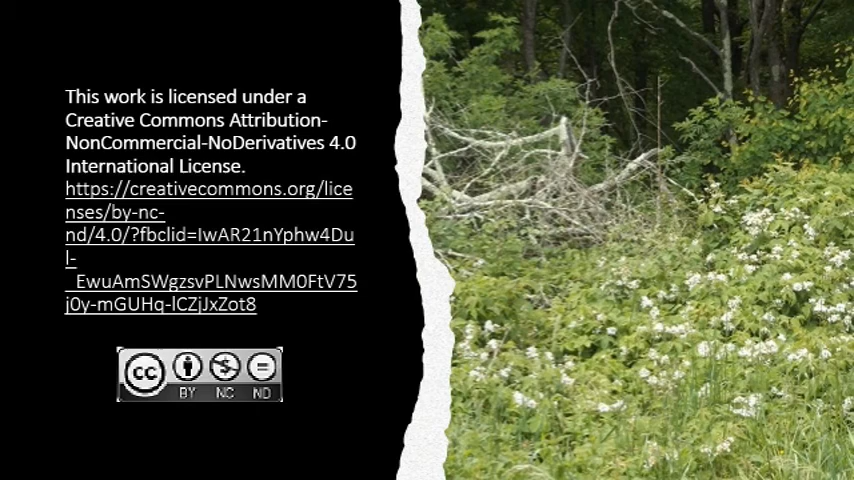 This work is licensed under a
Creative Commons Attribution-
NonCommercial-NoDerivatives 4.0
International License.
https://creativecommons.org/lice
nses/by-nc-
nd/4.0/?fbclid=IwAR21nYphw4Du
l-
_EwuAmSWgzsvPLNwsMM0FtV75
j0y-mGUHq-lCZjJxZot8
cc
BY NC ND